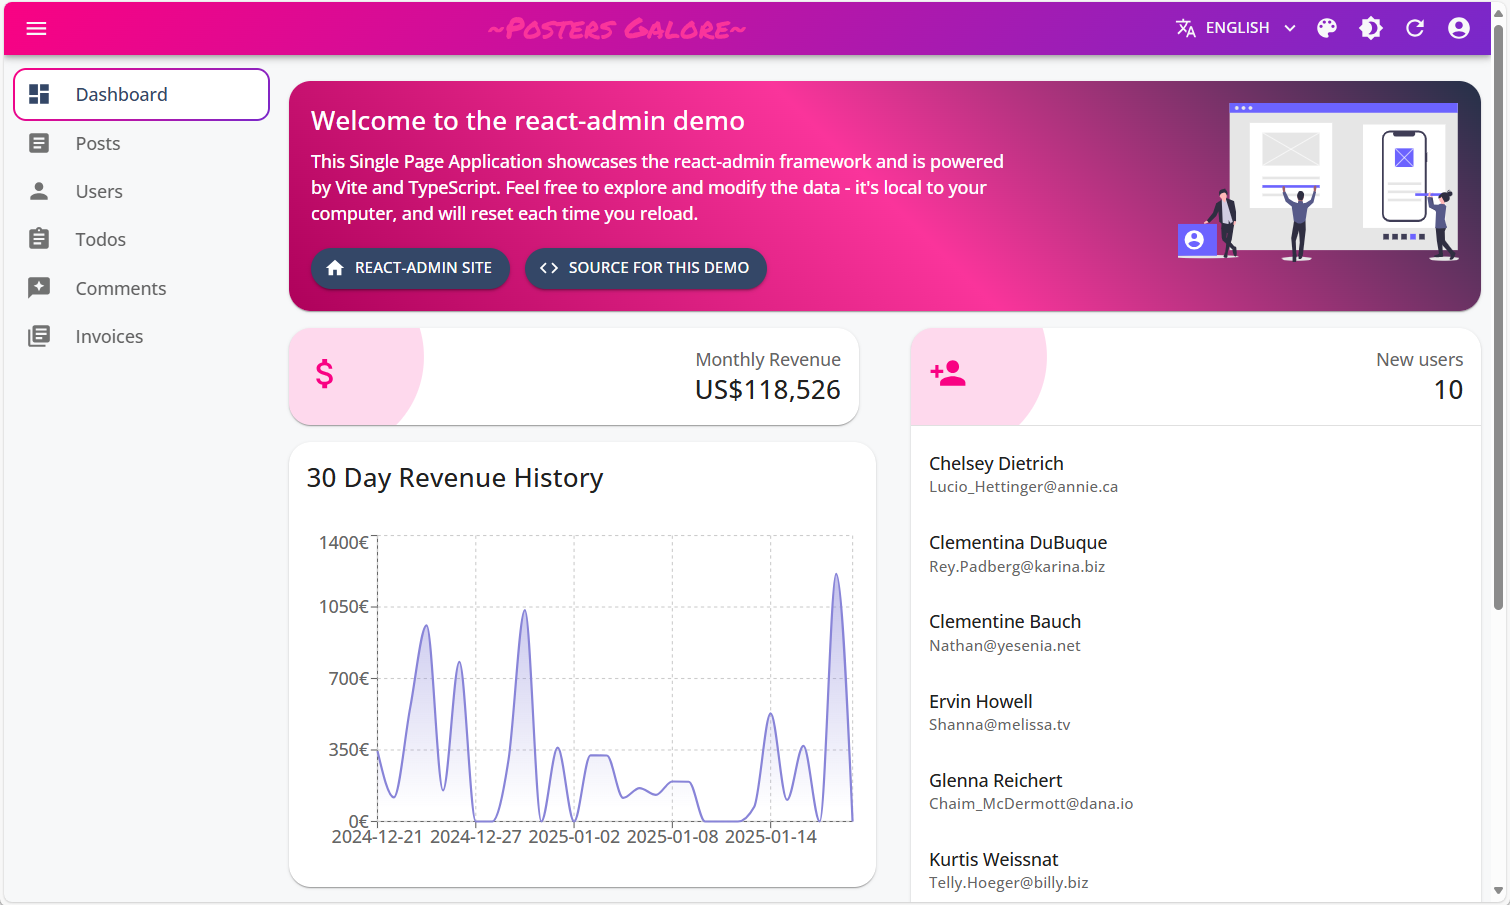 ~Posters Galore~
ENGLISH
Dashboard
Posts
Users
Todos
Comments
Invoices
Welcome to the react-admin demo
This Single Page Application showcases the react-admin framework and is powered
by Vite and TypeScript. Feel free to explore and modify the data - it's local to your
computer, and will reset each time you reload.
REACT-ADMIN SITE
SOURCE FOR THIS DEMO
Monthly Revenue
US$118,526
30 Day Revenue History
1400€
1050€
700€
350€
0€
2024-12-21 2024-12-27 2025-01-02 2025-01-08 2025-01-14
New users
10
Chelsey Dietrich
Lucio_Hettinger@annie.ca
Clementina DuBuque
Rey.Padberg@karina.biz
Clementine Bauch
Nathan@yesenia.net
Ervin Howell
Shanna@melissa.tv
Glenna Reichert
Chaim_McDermott@dana.io
Kurtis Weissnat
Telly.Hoeger@billy.biz